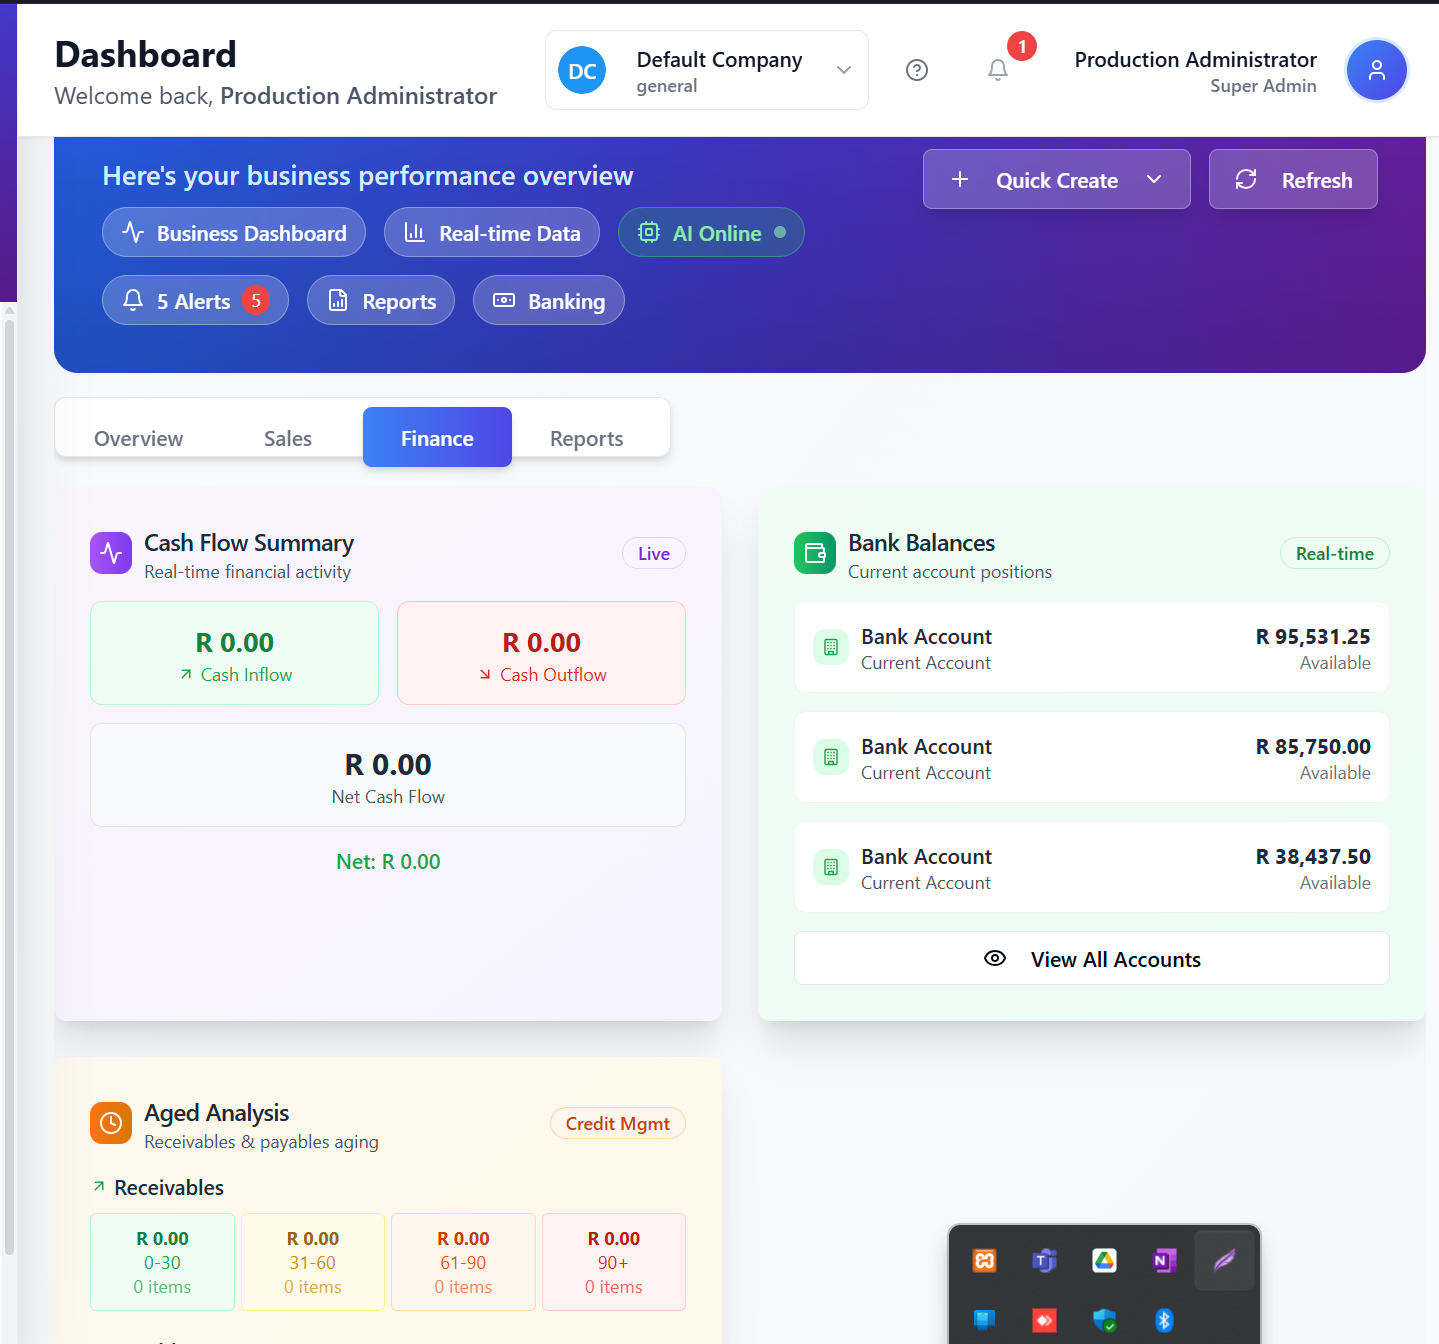 Dashboard
Welcome back, Production Administrator
DC
Default Company
general
1
Production Administrator
Super Admin
Here's your business performance overview
Quick Create
Refresh
Business Dashboard
Real-time Data
AI Online
5 Alerts 5
Reports
Banking
Overview
Sales
Finance
Reports
Cash Flow Summary
Real-time financial activity
Live
R 0.00
Cash Inflow
R 0.00
Cash Outflow
R 0.00
Net Cash Flow
Net: R 0.00
Bank Balances
Current account positions
Real-time
Bank Account
Current Account
R 95,531.25
Available
Bank Account
Current Account
R 85,750.00
Available
Bank Account
Current Account
R 38,437.50
Available
View All Accounts
Aged Analysis
Receivables & payables aging
Credit Mgmt
Receivables
R 0.00
0-30
0 items
R 0.00
31-60
0 items
R 0.00
61-90
0 items
R 0.00
90+
0 items